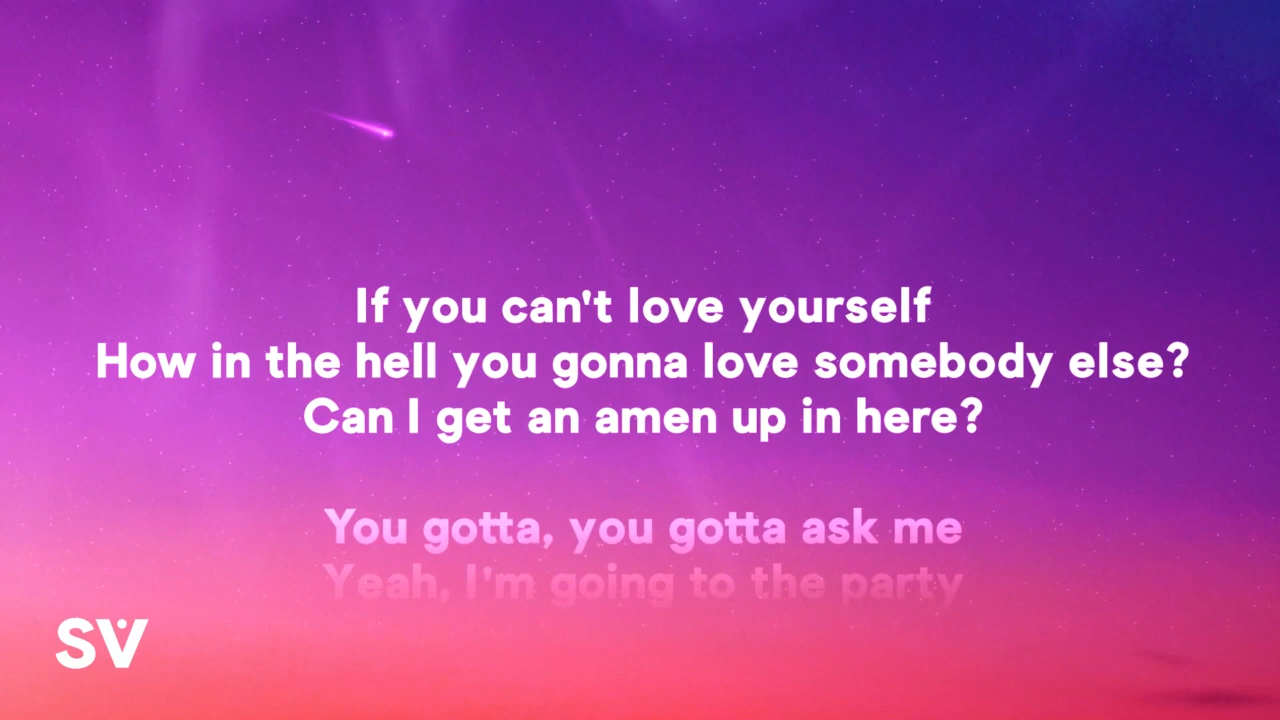 If you can't love yourself
How in the hell you gonna love somebody else?
Can I get an amen up in here?
You gotta, you gotta ask me
Yeah, I'm going to the party
SV